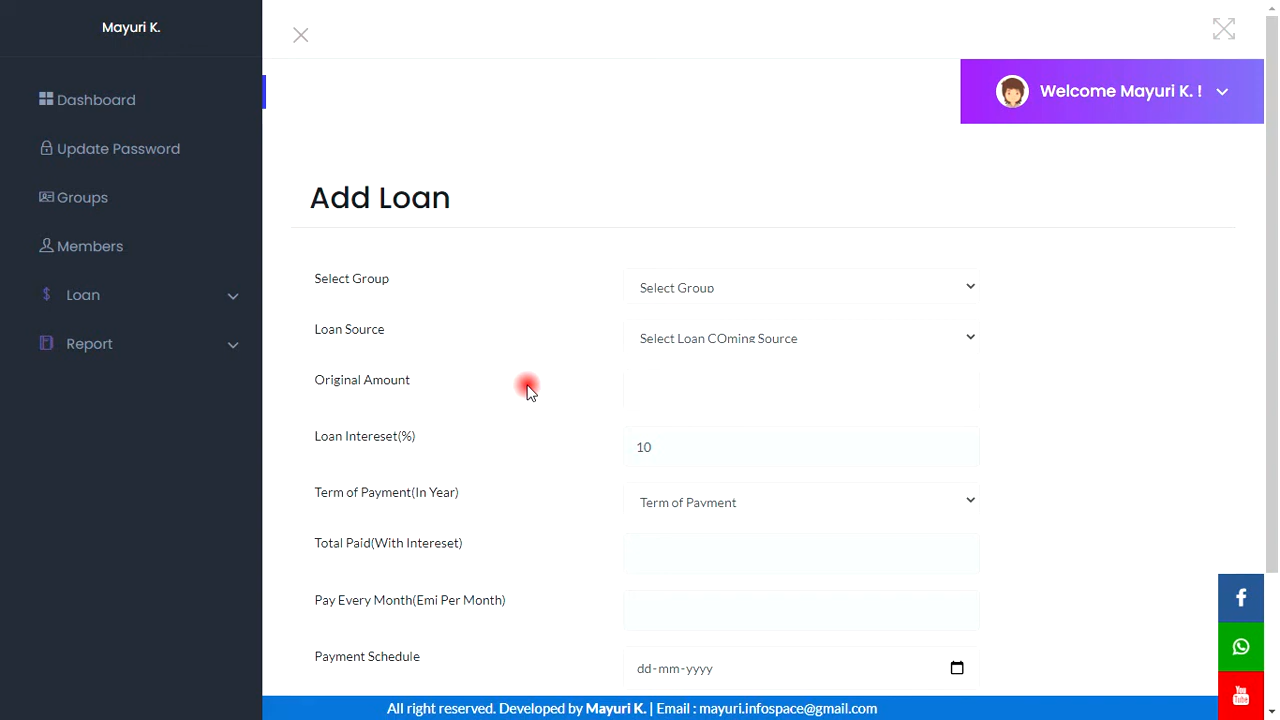 Mayuri K.
Dashboard
Update Password
Groups
Members
Loan
Report
Welcome Mayuri K. !
Add Loan
Select Group
Select Group
Loan Source
Select Loan COming Source
Original Amount
Loan Intereset(%)
10
Term of Payment(In Year)
Term of Payment
Total Paid(With Intereset)
Pay Every Month(Emi Per Month)
Payment Schedule
dd-mm-yyyy
You
Tube
All right reserved. Developed by Mayuri K. | Email : mayuri.infospace@gmail.com